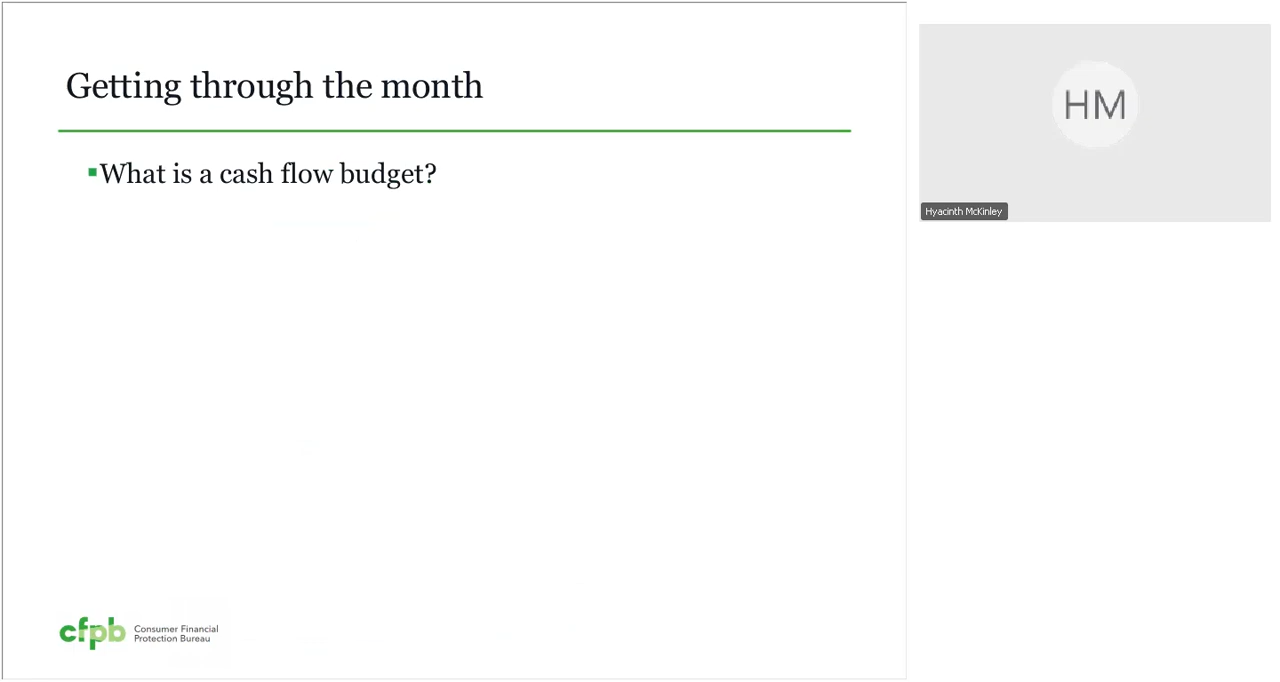 Getting through the month
▪What is a cash flow budget?
HM
Hyacinth McKinley
cfpb Consumer Financial
Protection Bureau